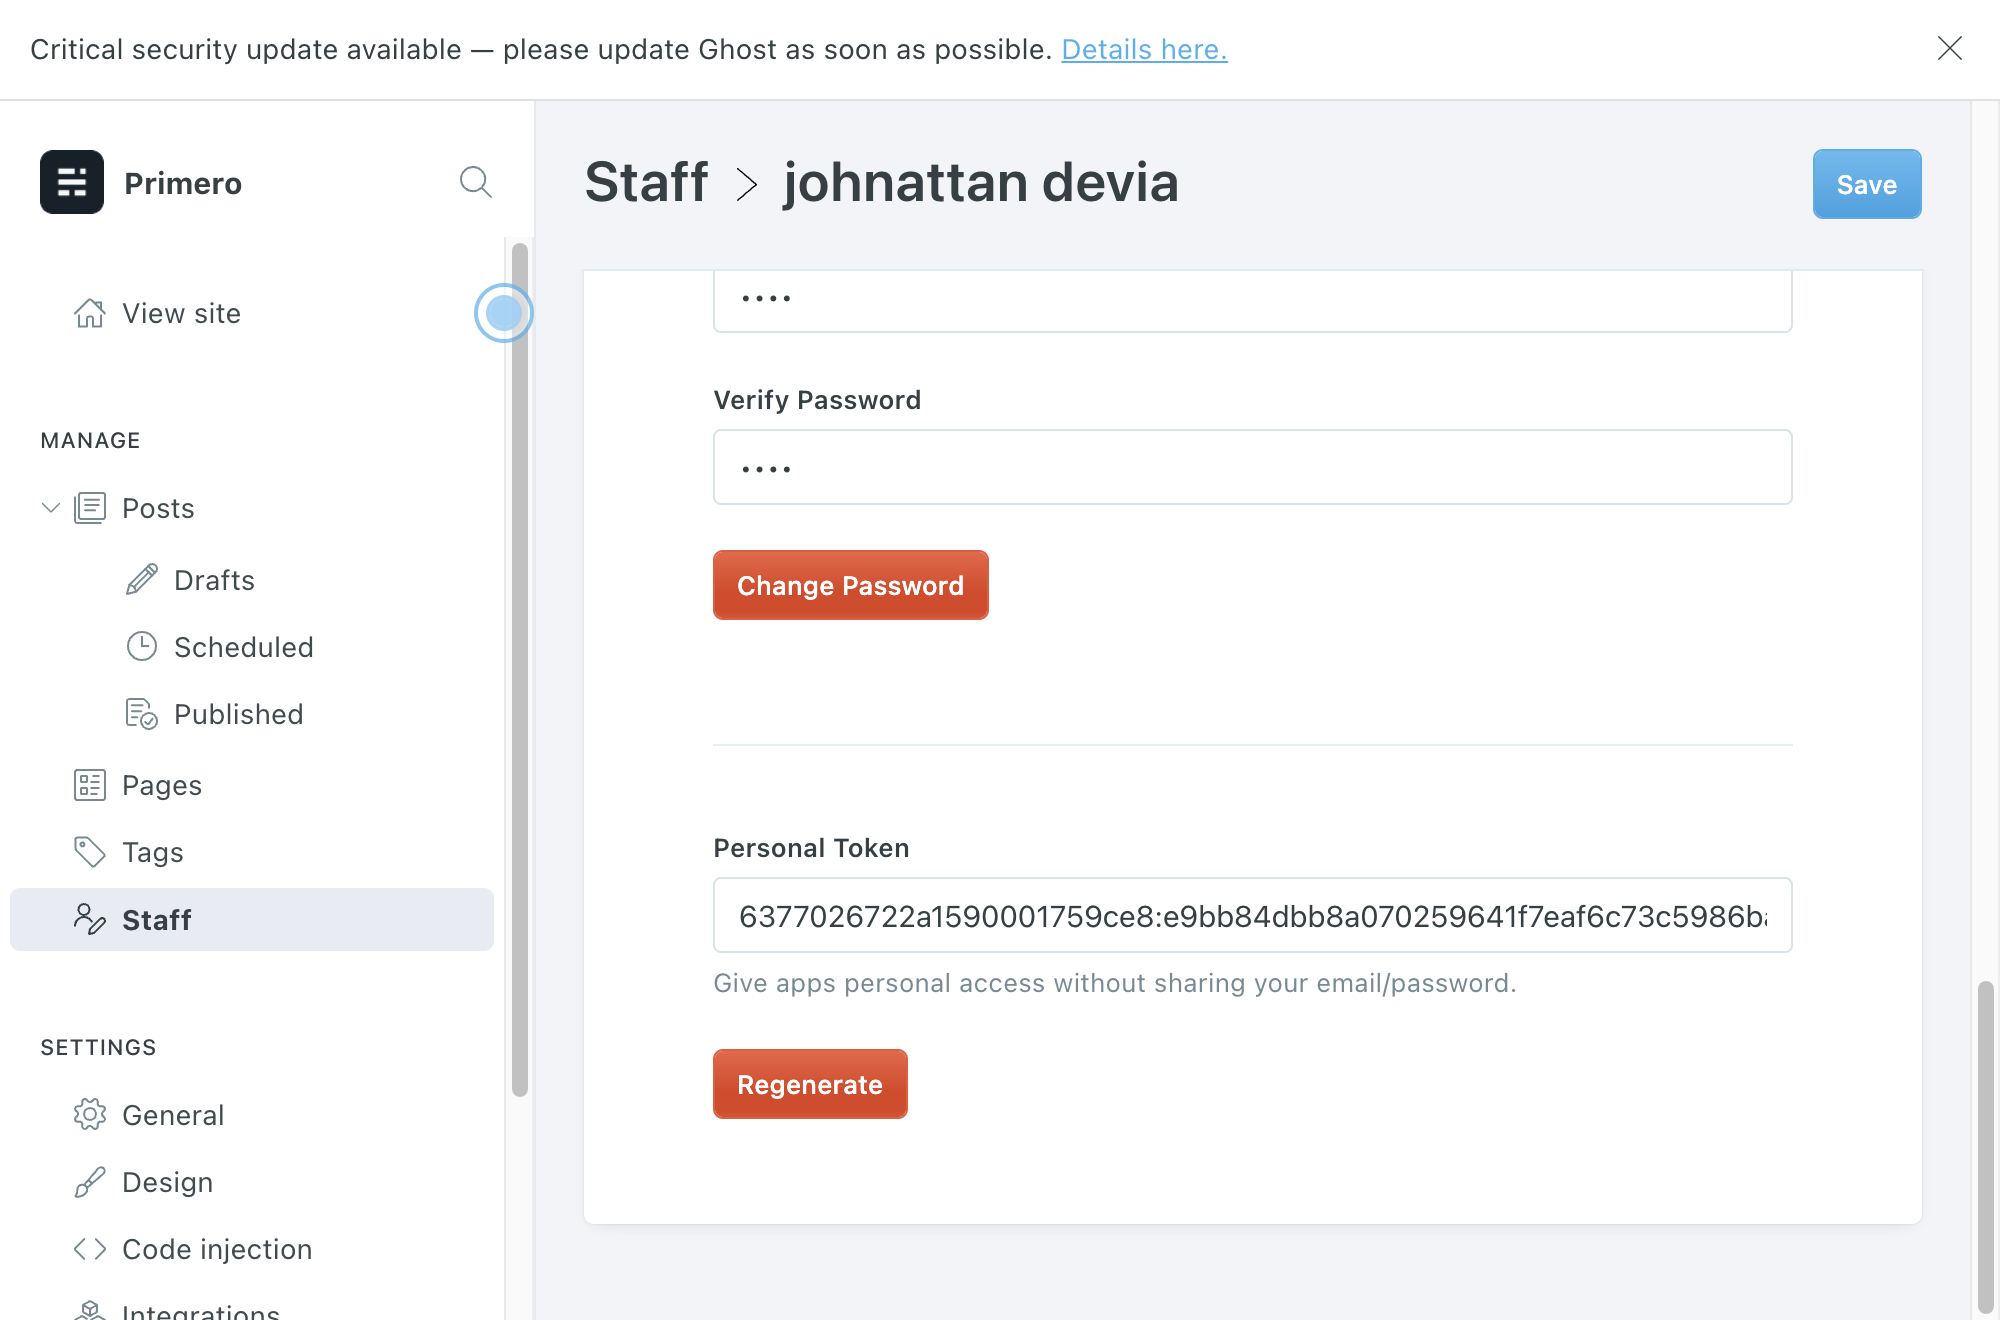 Critical security update available — please update Ghost as soon as possible. Details here.
Primero
Staff > johnattan devia
Save
View site
••••
Verify Password
••••
MANAGE
Posts
Drafts
Scheduled
Published
Pages
Tags
Staff
Change Password
Personal Token
6377026722a1590001759ce8:e9bb84dbb8a070259641f7eaf6c73c5986ba
Give apps personal access without sharing your email/password.
Regenerate
SETTINGS
General
Design
Code injection
Integrations